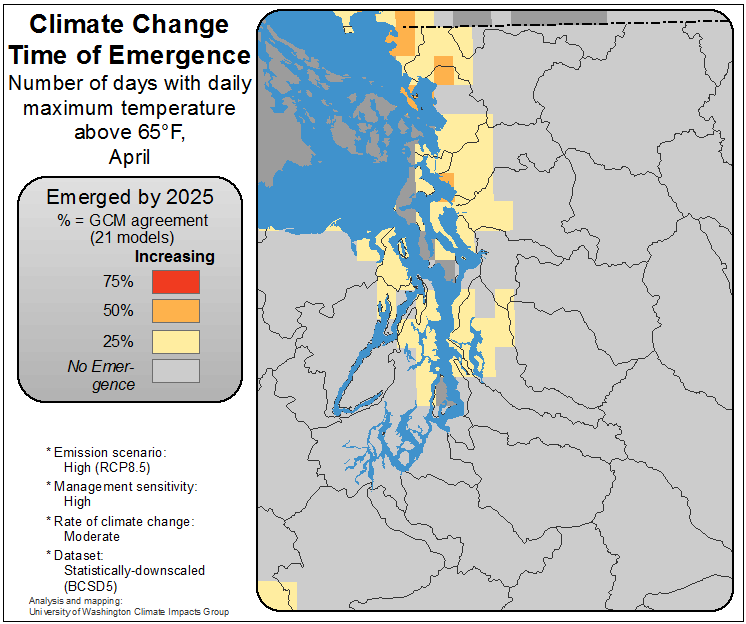 Climate Change
Time of Emergence
Number of days with daily
maximum temperature
above 65°F,
April
Emerged by 2025
% = GCM agreement
(21 models)
Increasing
75%
50%
25%
No Emer-
gence
* Emission scenario:
High (RCP8.5)
* Management sensitivity:
High
* Rate of climate change:
Moderate
* Dataset:
Statistically-downscaled
(BCSD5)
Analysis and mapping:
University of Washington Climate Impacts Group